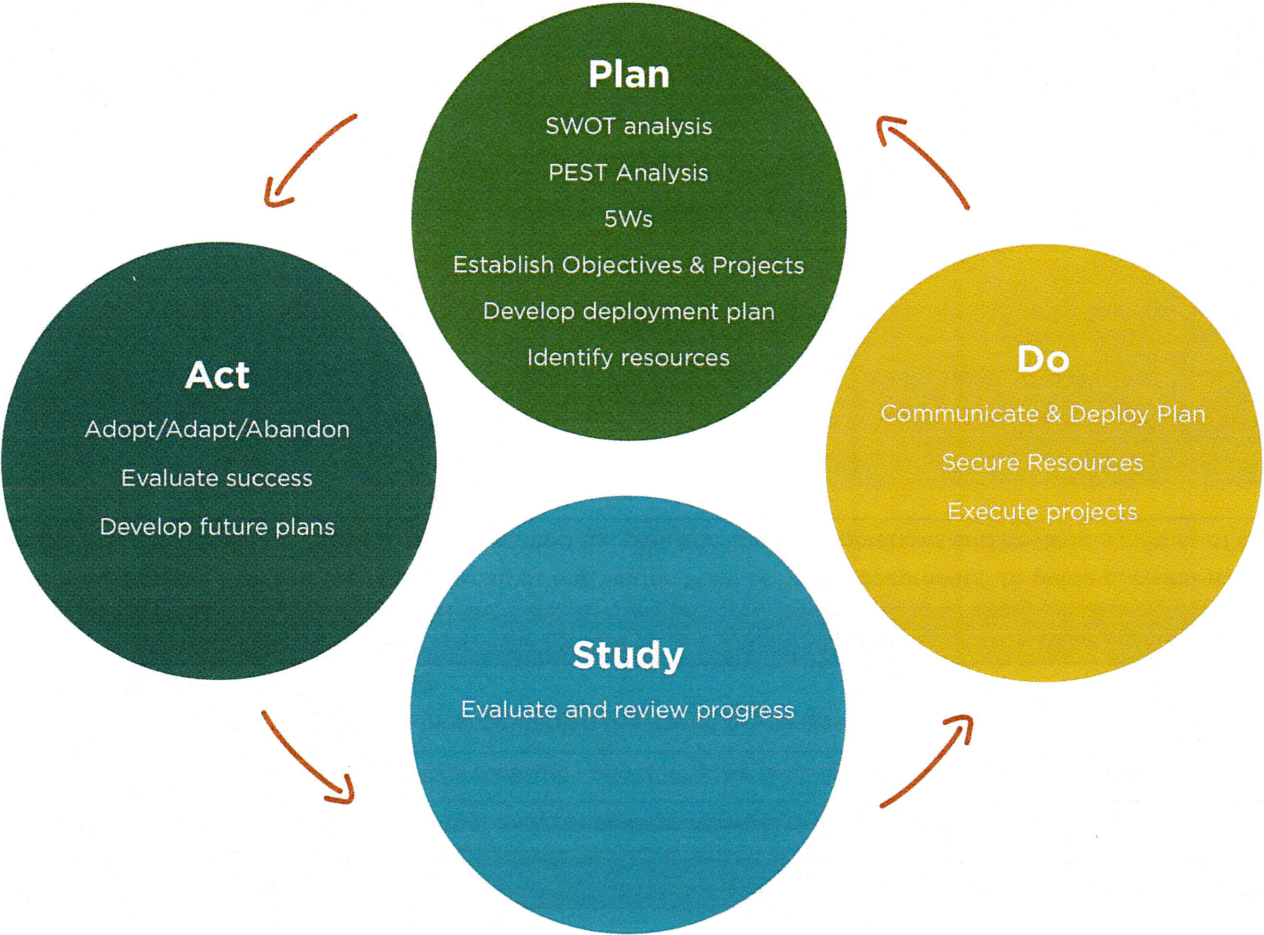 Plan
SWOT analysis
PEST Analysis
5Ws
Establish Objectives & Projects
Develop deployment plan
Identify resources
Act
Adopt/Adapt/Abandon
Evaluate success
Develop future plans
Do
Communicate & Deploy Plan
Secure Resources
Execute projects
Study
Evaluate and review progress